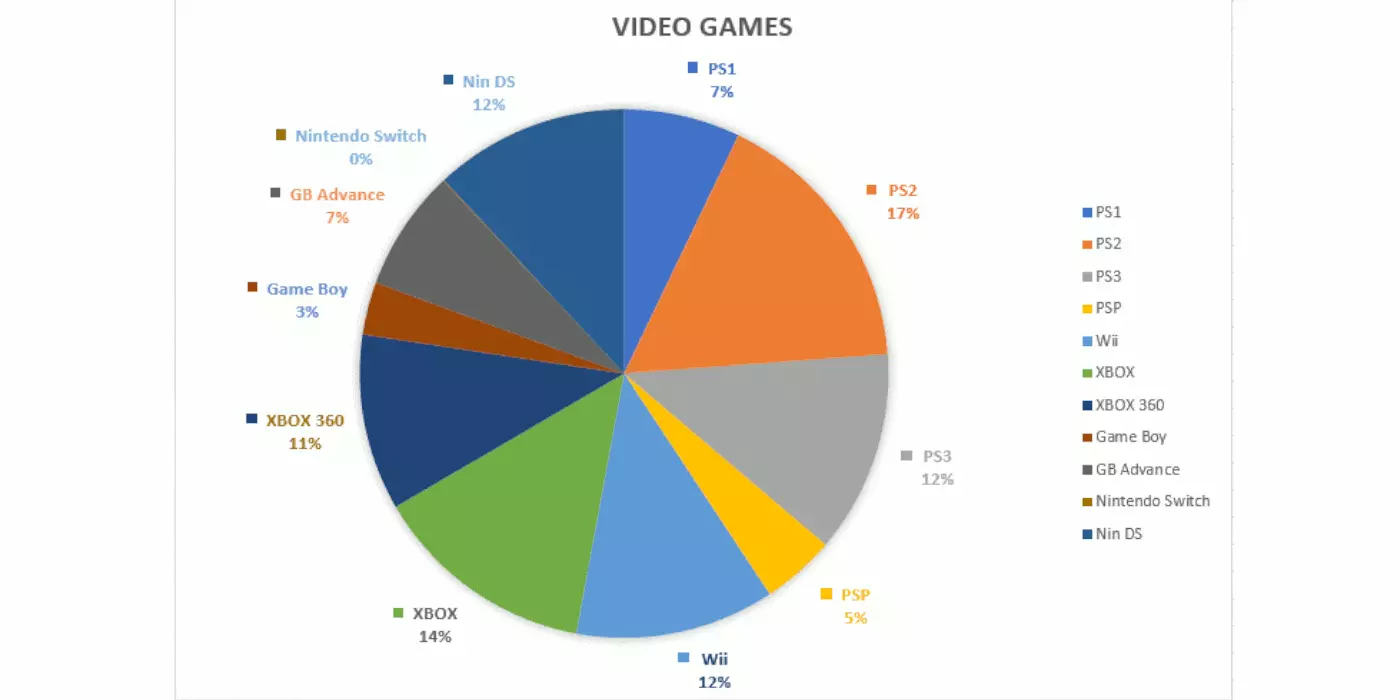 VIDEO GAMES
PS1
7%
Nin DS
12%
Nintendo Switch
0%
GB Advance
7%
PS2
17%
Game Boy
3%
XBOX 360
11%
PS3
12%
PSP
5%
XBOX
14%
Wii
12%
PS1
PS2
PS3
PSP
Wii
XBOX
XBOX 360
Game Boy
GB Advance
Nintendo Switch
Nin DS